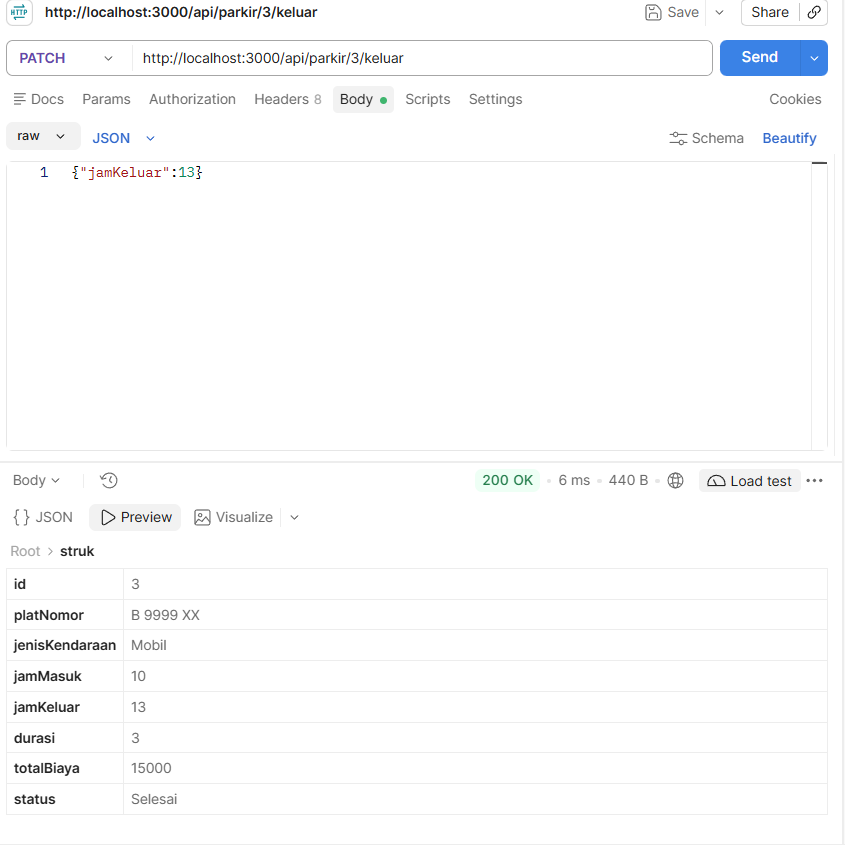 HTTP http://localhost:3000/api/parkir/3/keluar Save Share
PATCH http://localhost:3000/api/parkir/3/keluar Send
Docs Params Authorization Headers 8 Body Scripts Settings Cookies
raw JSON Schema Beautify
1 {"jamKeluar":13}
Body 200 OK 6 ms 440 B Load test
{} JSON Preview Visualize
Root > struk
id 3
platNomor B 9999 XX
jenisKendaraan Mobil
jamMasuk 10
jamKeluar 13
durasi 3
totalBiaya 15000
status Selesai